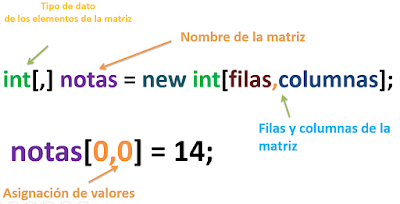 Tipo de dato
de los elementos de la matriz
Nombre de la matriz
int[,] notas = new int[filas,columnas];
Filas y columnas de la
matriz
notas[0,0] = 14;
Asignación de valores